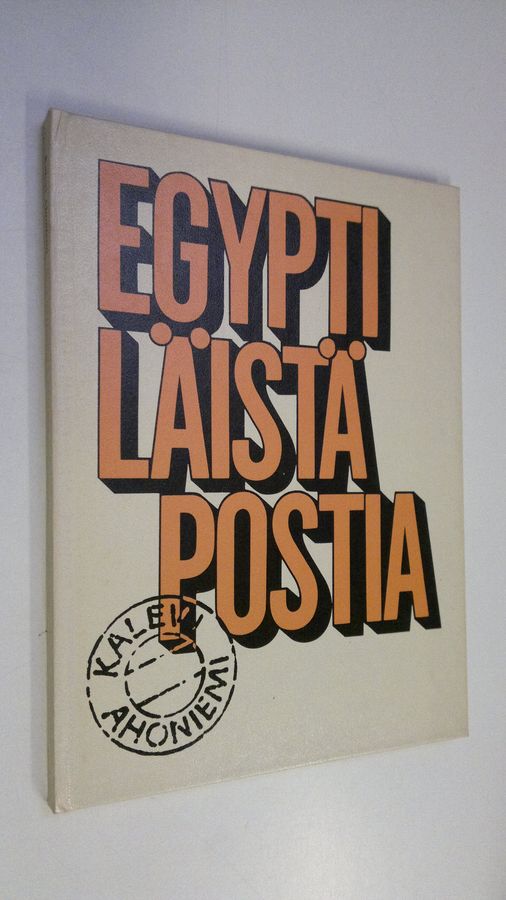 EGYPTI
LÄISTÄ
POSTIA
KALEVI
AHONIEMI